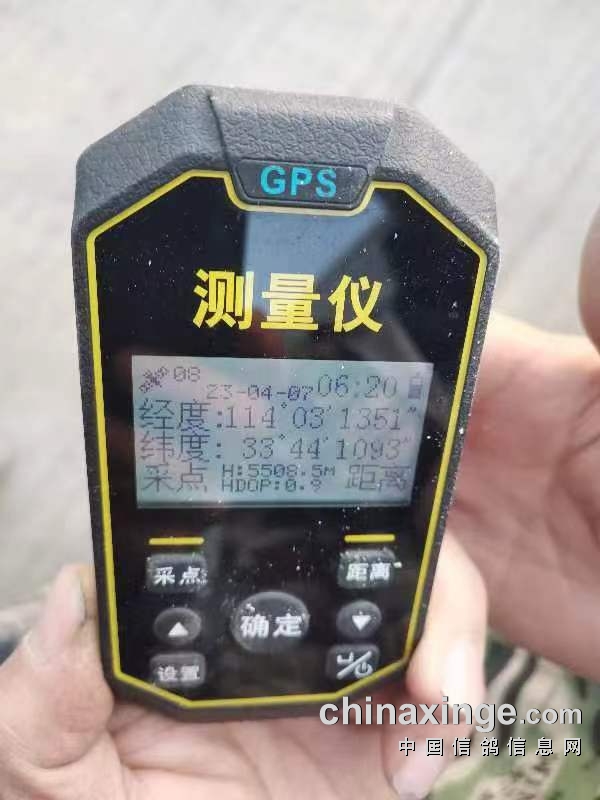 GPS
测量仪
08 23-04-07 06:20
经度:114°03'1351"
纬度: 33°44'1093"
采点 H:5508.5m 距离
HDOP:0.9
采点 距离
确定
设置
chinaxinge.com
中国信鸽信息网